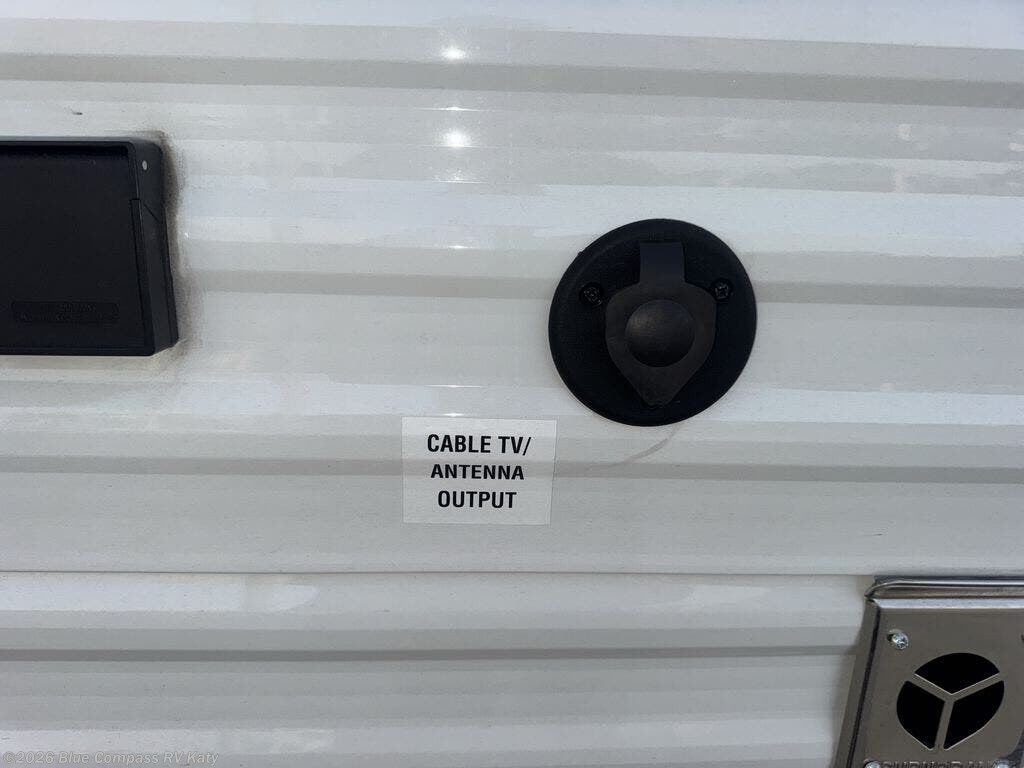 CABLE TV/
ANTENNA
OUTPUT
©2026 Blue Compass RV Katy